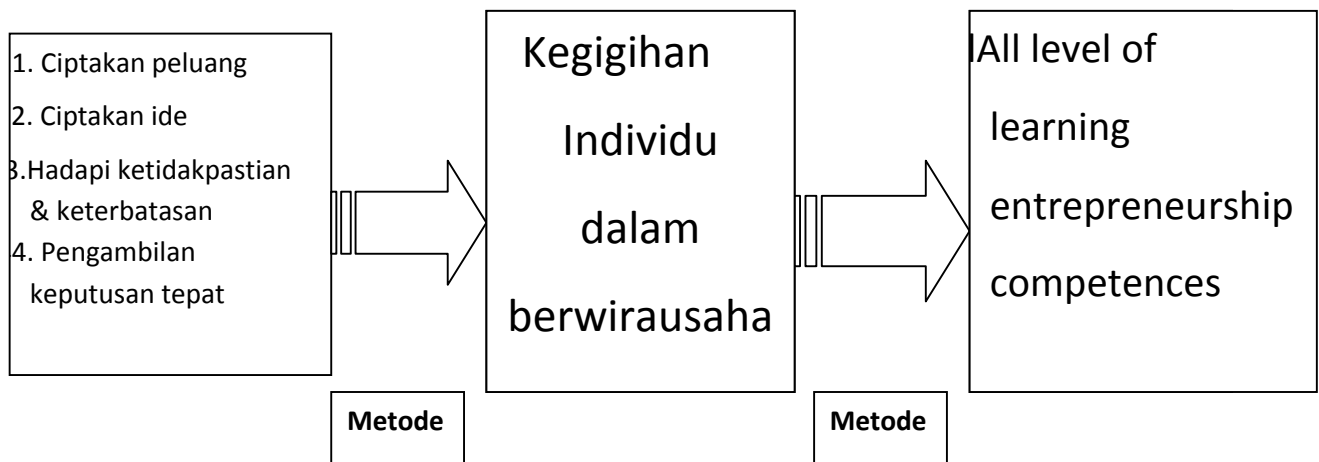 1. Ciptakan peluang
2. Ciptakan ide
3.Hadapi ketidakpastian
& keterbatasan
4. Pengambilan
keputusan tepat
Kegigihan
Individu
dalam
berwirausaha
lAll level of
learning
entrepreneurship
competences
Metode
Metode